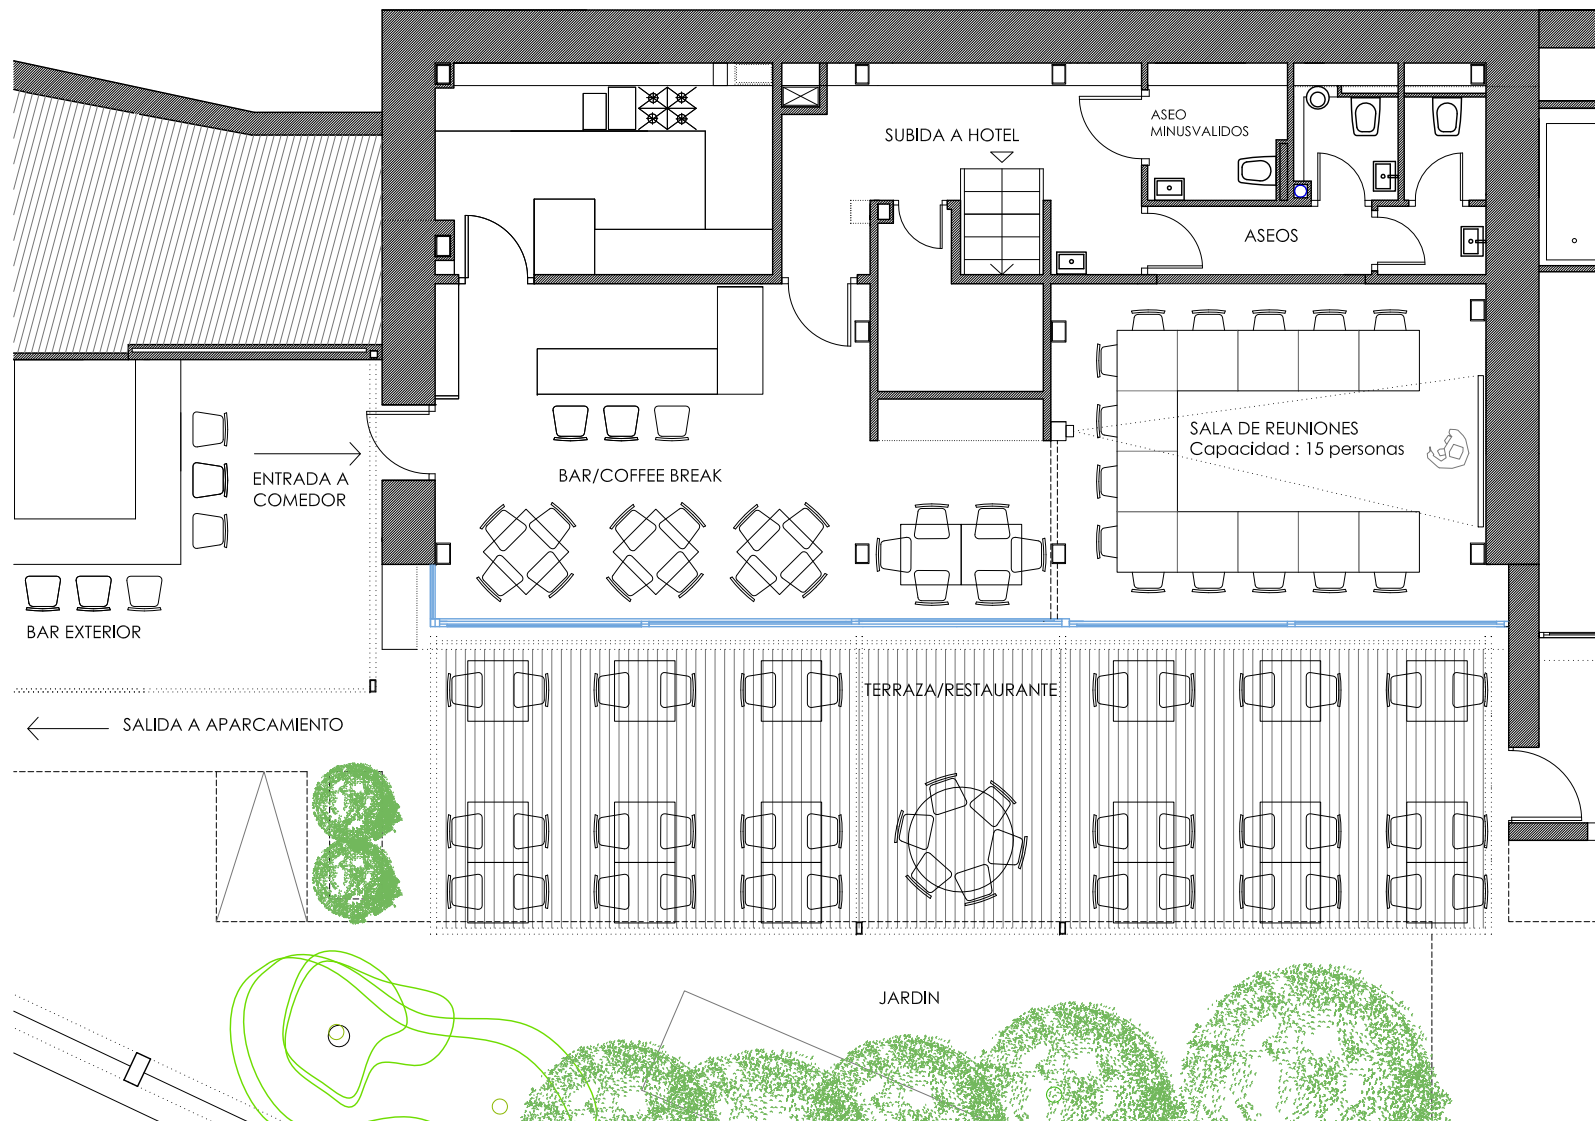 SUBIDA A HOTEL
ASEO
MINUSVALIDOS
ASEOS
SALA DE REUNIONES
Capacidad : 15 personas
ENTRADA A
COMEDOR
BAR/COFFEE BREAK
BAR EXTERIOR
TERRAZA/RESTAURANTE
SALIDA A APARCAMIENTO
JARDIN